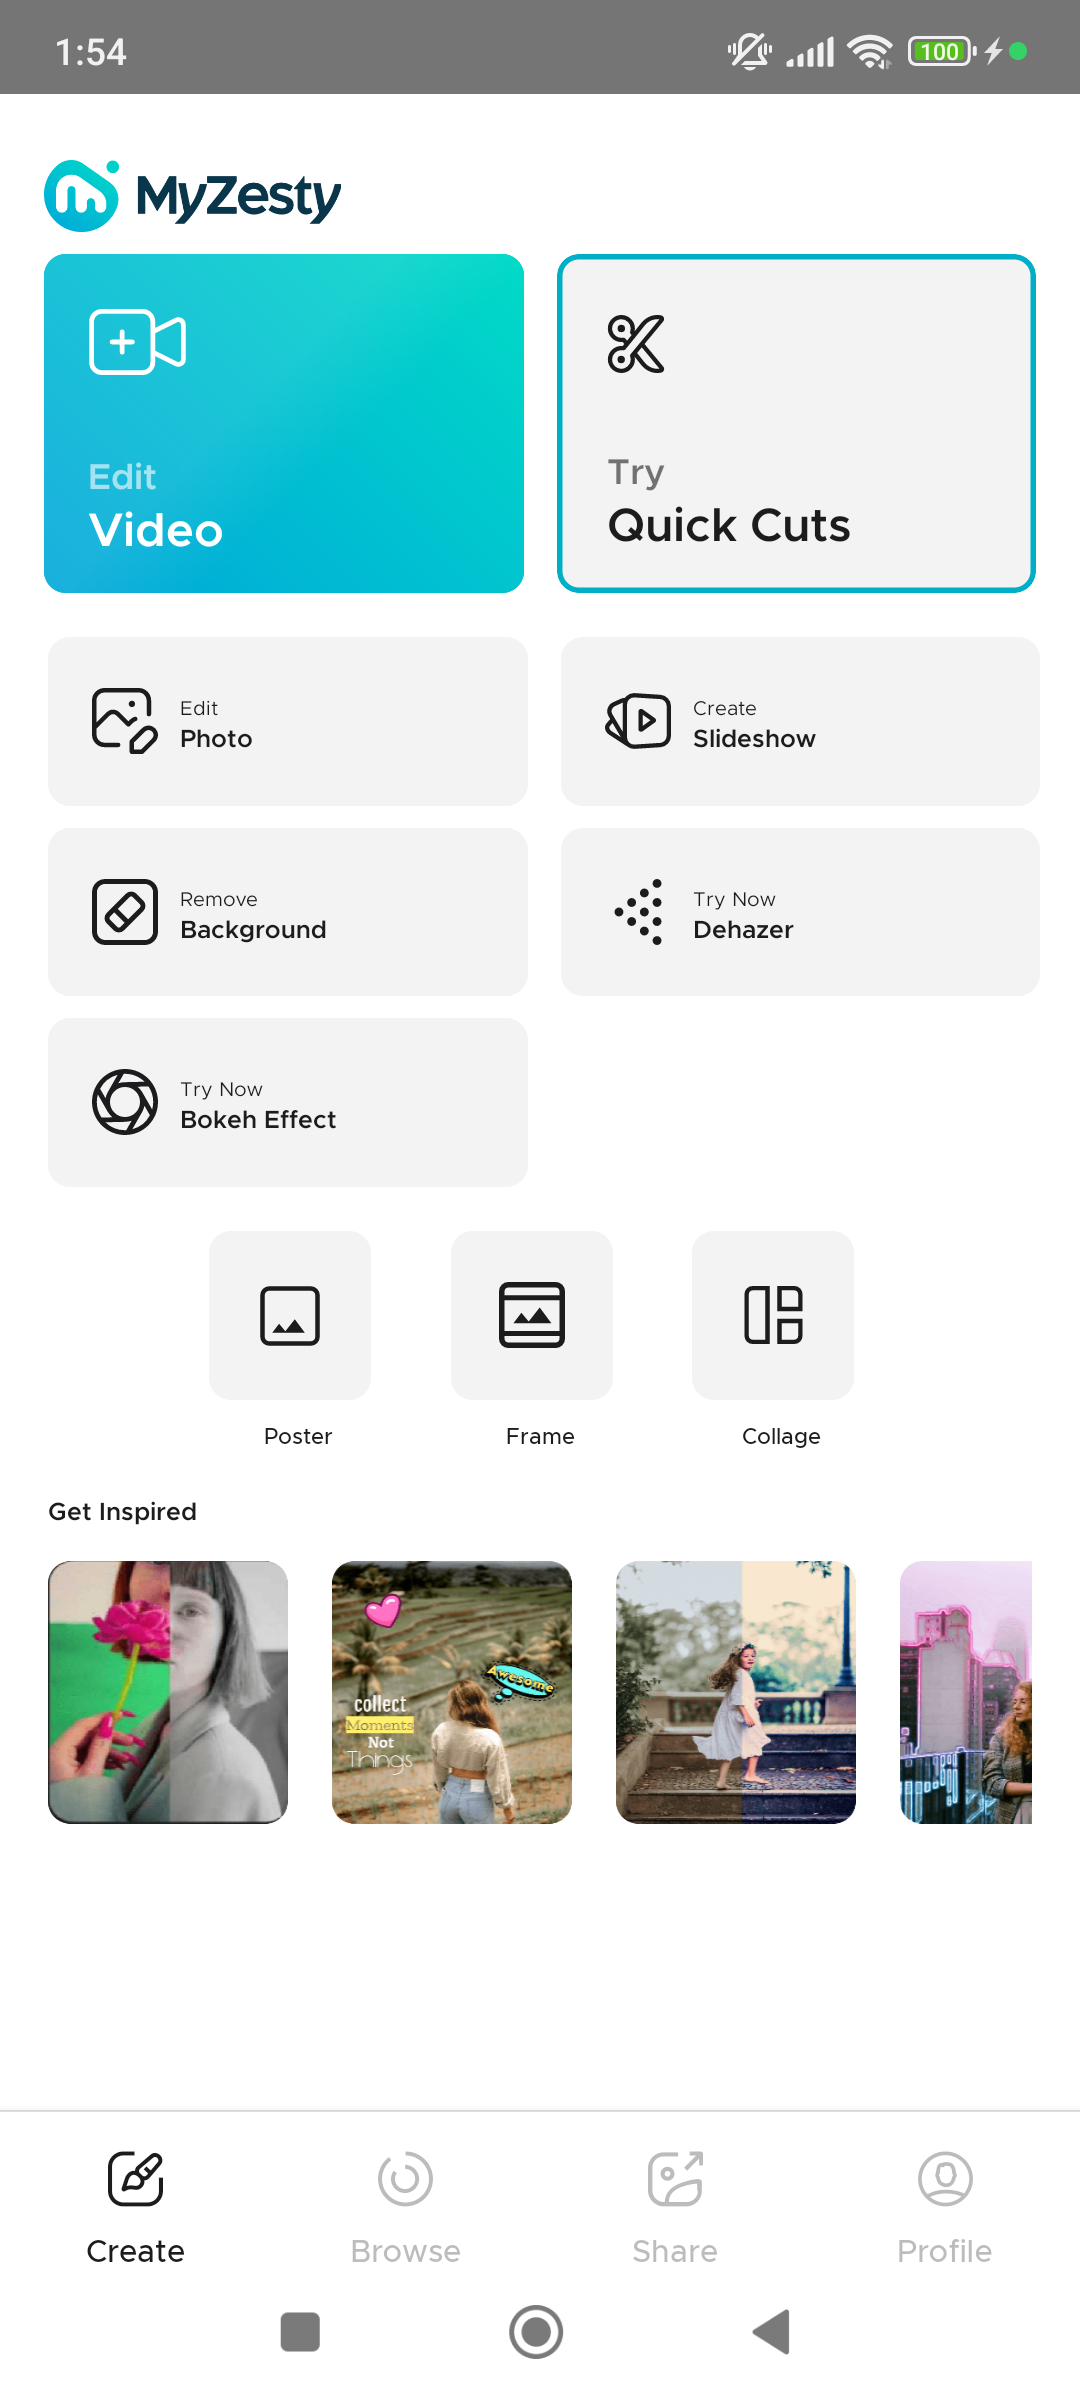 1:54
100
MyZesty
Edit
Video
Try
Quick Cuts
Edit
Photo
Create
Slideshow
Remove
Background
Try Now
Dehazer
Try Now
Bokeh Effect
Poster
Frame
Collage
Get Inspired
collect
Moments
Not
Things
Awesome
Create
Browse
Share
Profile